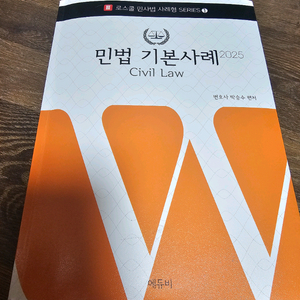 로스쿨 민사법 사례형 SERIES 1
민법 기본사례 2025
Civil Law
변호사 박승수 편저
W
에듀비